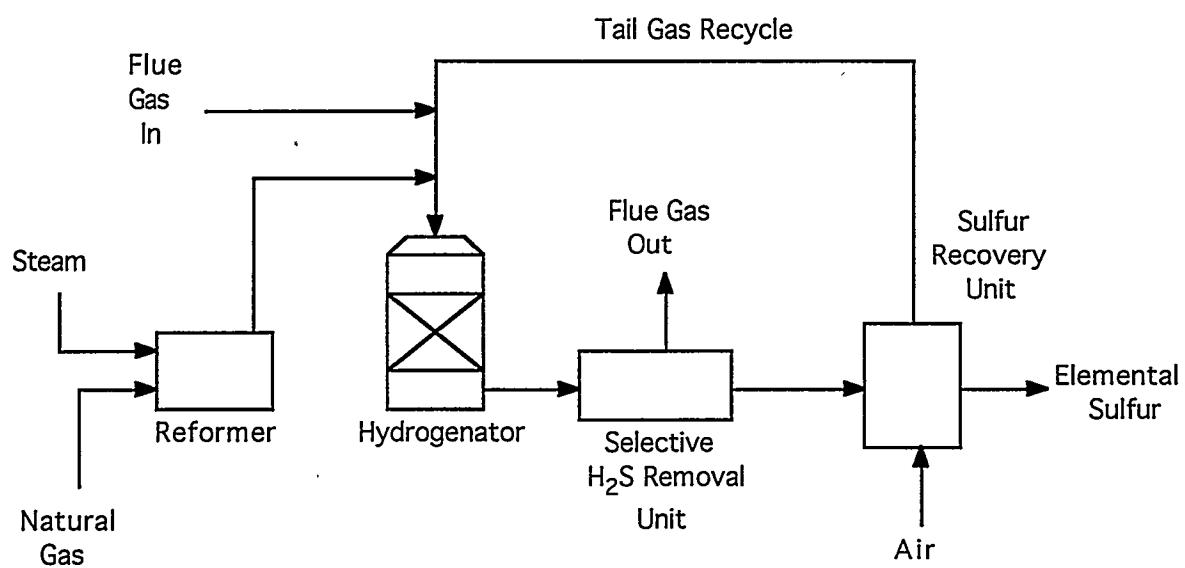 Tail Gas Recycle
Flue
Gas
In
Flue Gas
Out
Sulfur
Recovery
Unit
Steam
Elemental
Sulfur
Reformer
Hydrogenator
Selective
H₂S Removal
Unit
Natural
Gas
Air